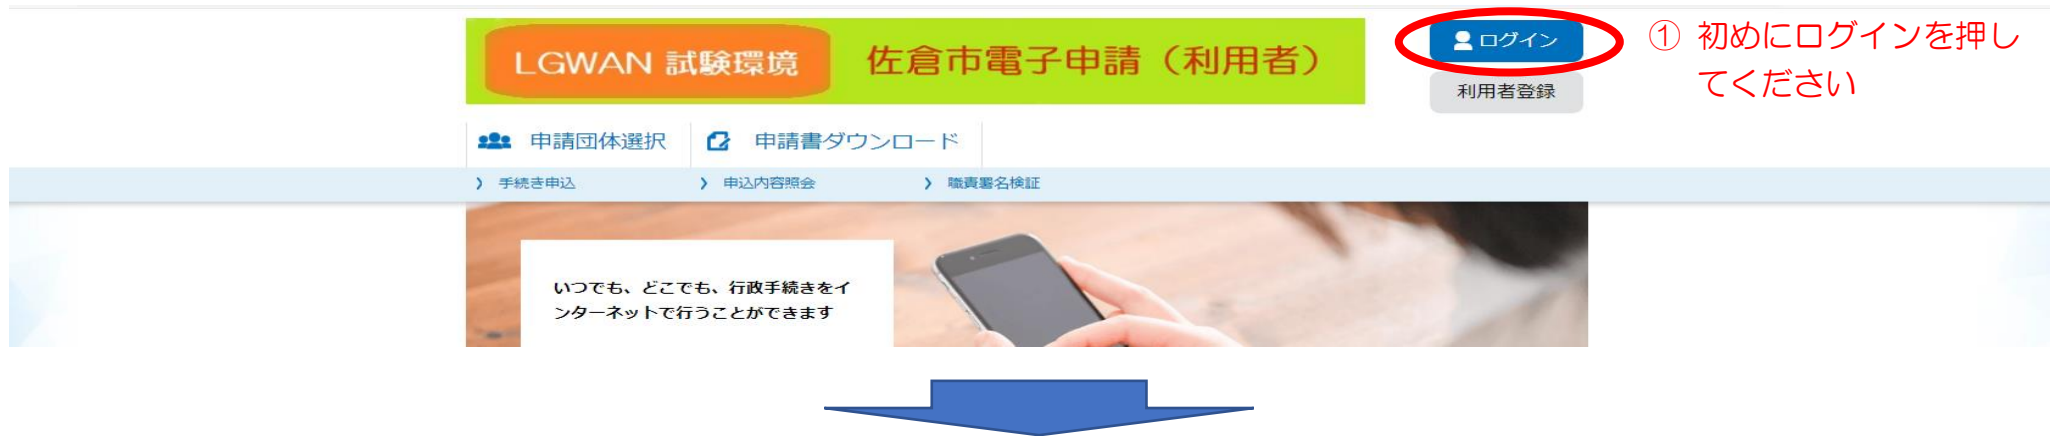 LGWAN 試験環境 佐倉市電子申請（利用者）
ログイン
利用者登録
① 初めにログインを押し
てください
申請団体選択 申請書ダウンロード
手続き申込 申込内容照会 職責署名検証
いつでも、どこでも、行政手続きをイ
ンターネットで行うことができます